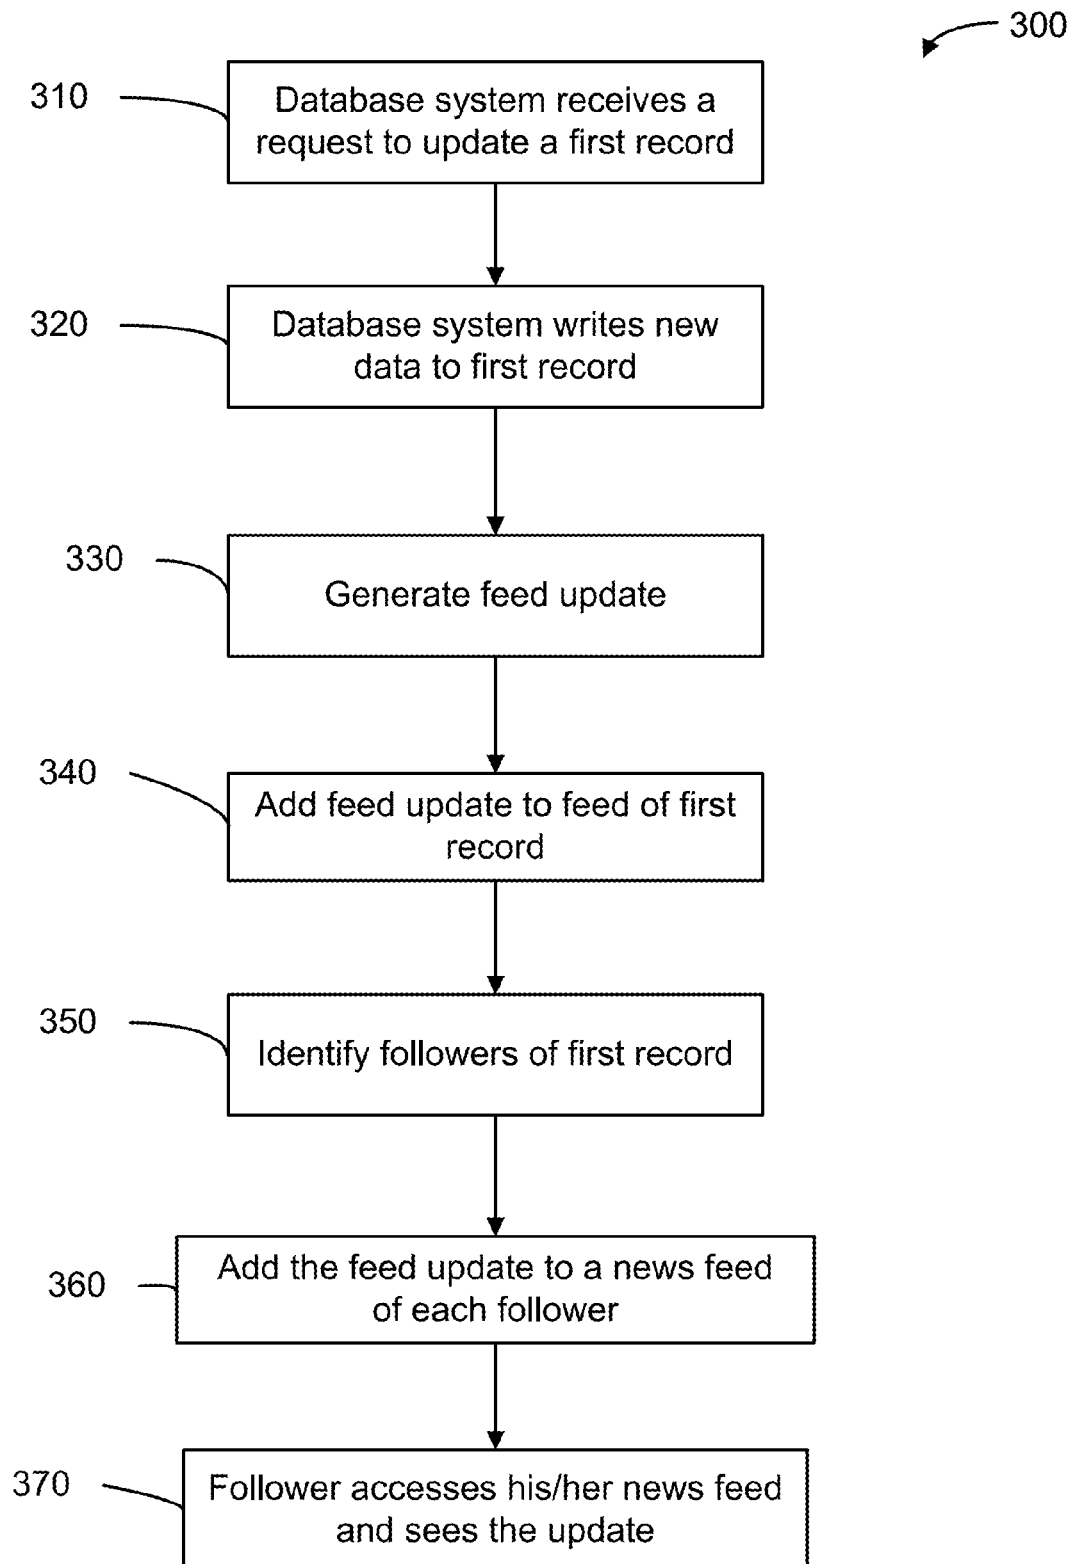 300
310
Database system receives a
request to update a first record
320
Database system writes new
data to first record
330
Generate feed update
340
Add feed update to feed of first
record
350
Identify followers of first record
360
Add the feed update to a news feed
of each follower
370
Follower accesses his/her news feed
and sees the update